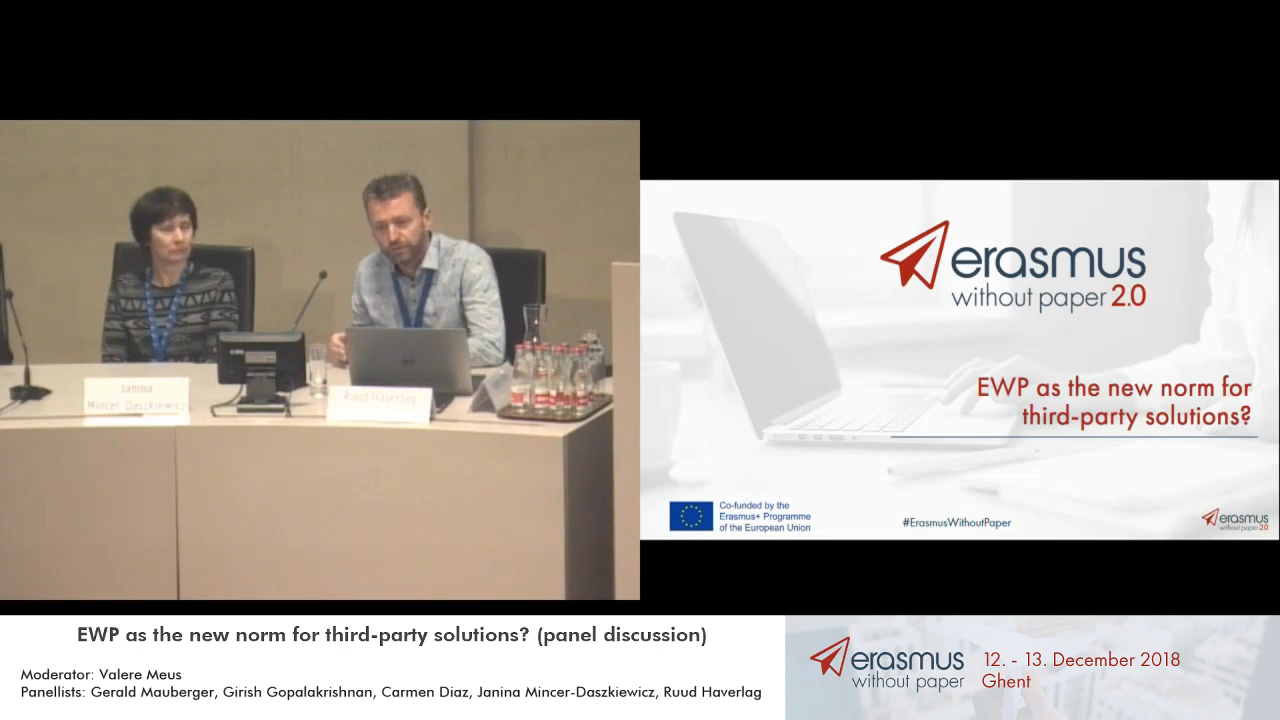 Janina
Mincer-Daszkiewicz
Ruud Haverlag
DELL
erasmus
without paper 2.0
EWP as the new norm for
third-party solutions?
Co-funded by the
Erasmus+ Programme
of the European Union
#ErasmusWithoutPaper
erasmus
without paper 2.0
EWP as the new norm for third-party solutions? (panel discussion)
Moderator: Valere Meus
Panellists: Gerald Mauberger, Girish Gopalakrishnan, Carmen Diaz, Janina Mincer-Daszkiewicz, Ruud Haverlag
erasmus
without paper
12. - 13. December 2018
Ghent